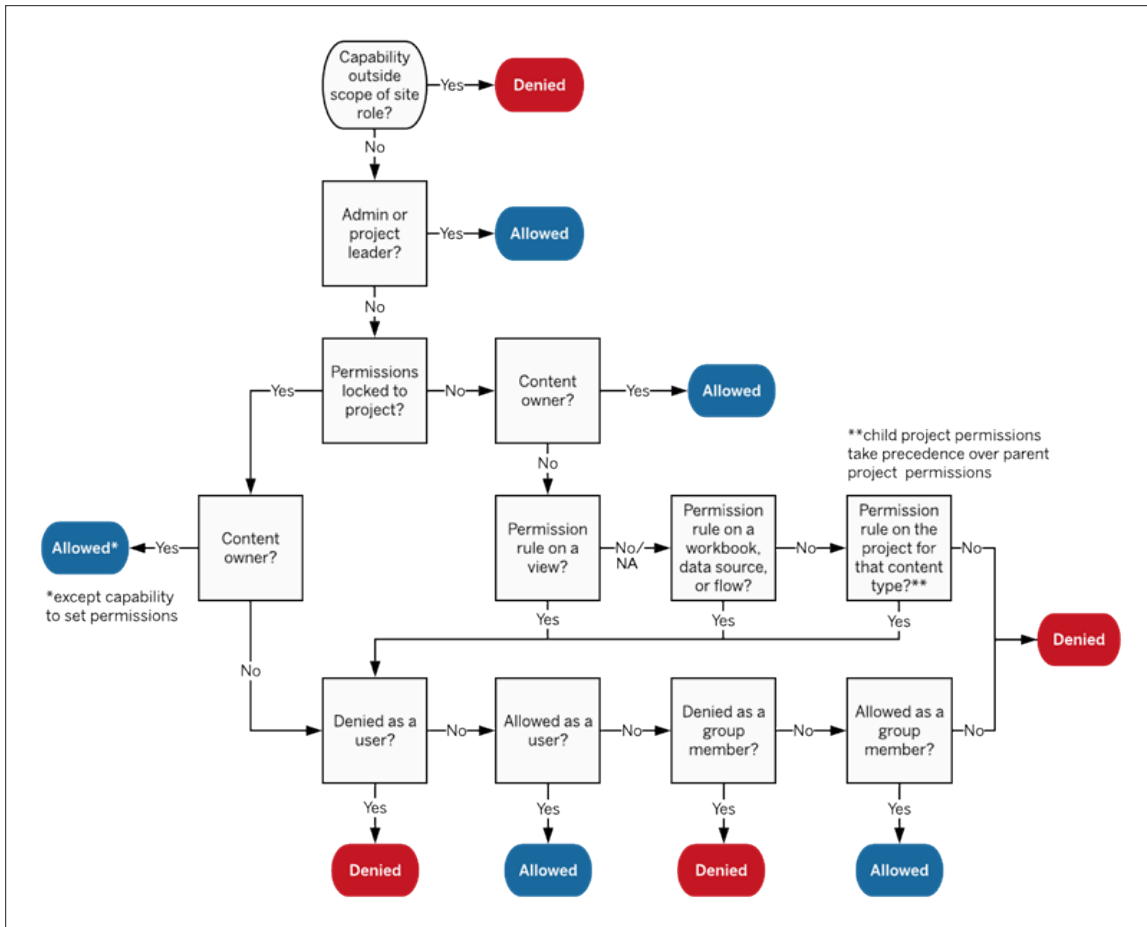 Capability
outside
scope of site
role?
Yes
Denied
No
Admin or
project
leader?
Yes
Allowed
No
Permissions
locked to
project?
Yes
No
Content
owner?
Yes
Allowed
No
**child project permissions
take precedence over parent
project permissions
Content
owner?
Yes
Allowed*
*except capability
to set permissions
No
Permission
rule on a
view?
No/
NA
Yes
Permission
rule on a
workbook,
data source,
or flow?
No
Yes
Permission
rule on the
project for
that content
type?**
No
Yes
Denied
Denied as a
user?
No
Allowed as a
user?
No
Denied as a
group
member?
No
Allowed as a
group
member?
No
Yes
Yes
Yes
Yes
Denied
Allowed
Denied
Allowed